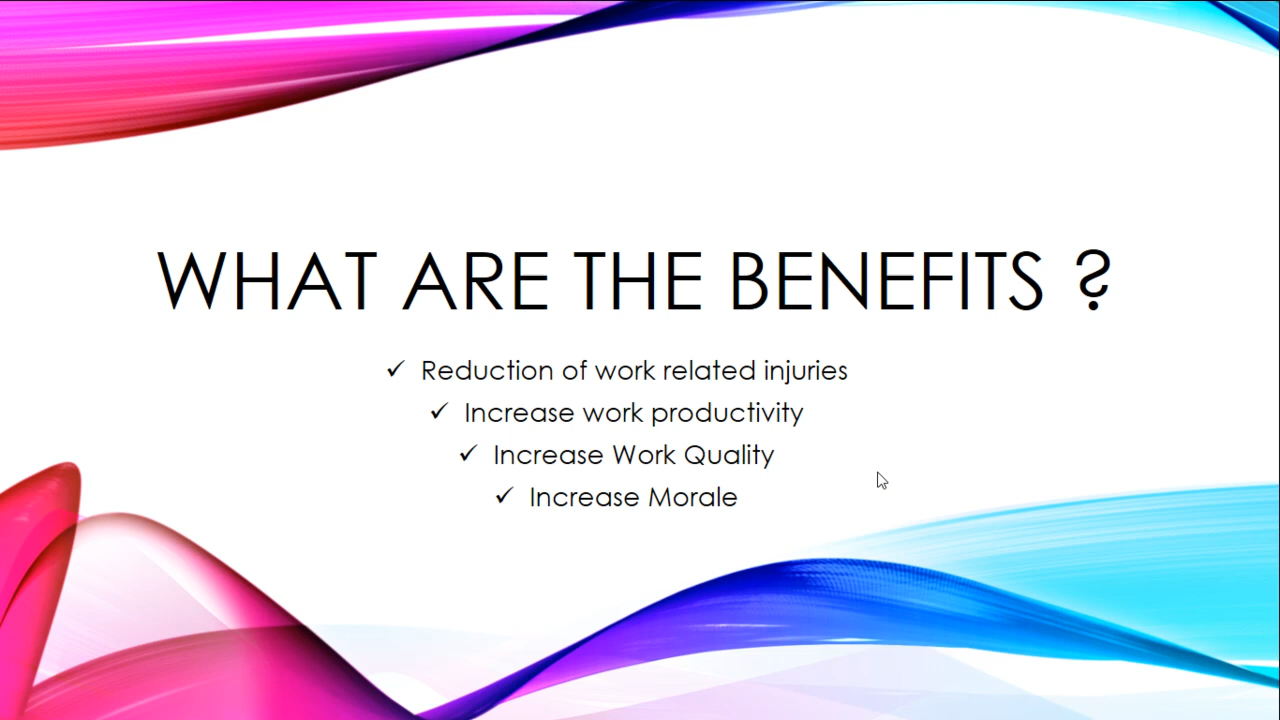 WHAT ARE THE BENEFITS ?
✓ Reduction of work related injuries
✓ Increase work productivity
✓ Increase Work Quality
✓ Increase Morale